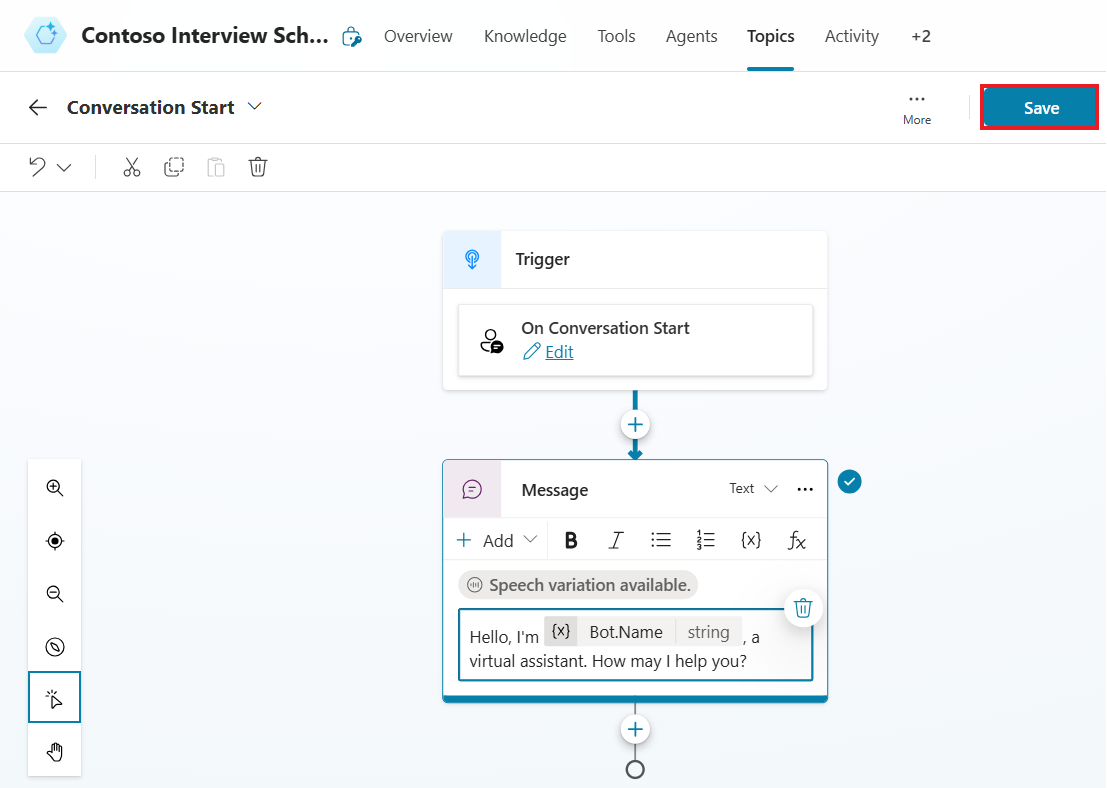 Contoso Interview Sch... Overview Knowledge Tools Agents Topics Activity +2
Conversation Start
More
Save
Trigger
On Conversation Start
Edit
Message Text
Add B I {x} fx
Speech variation available.
Hello, I'm {x} Bot.Name string , a
virtual assistant. How may I help you?